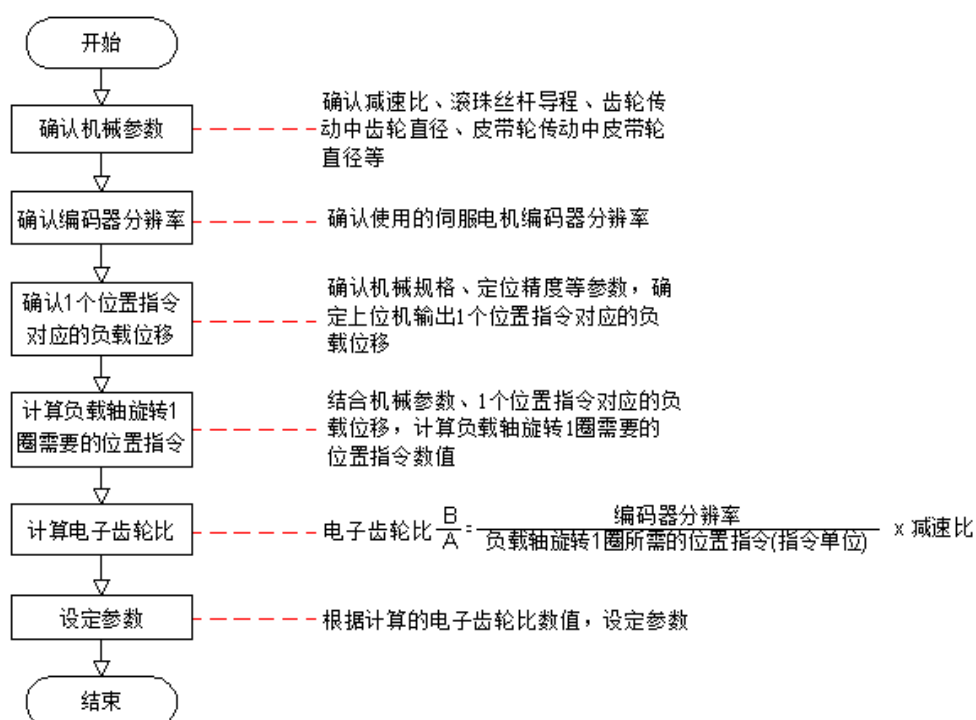 开始
确认机械参数
确认减速比、滚珠丝杆导程、齿轮传
动中齿轮直径、皮带轮传动中皮带轮
直径等
确认编码器分辨率
确认使用的伺服电机编码器分辨率
确认1个位置指令
对应的负载位移
确认机械规格、定位精度等参数，确
定上位机输出1个位置指令对应的负
载位移
计算负载轴旋转1
圈需要的位置指令
结合机械参数、1个位置指令对应的负
载位移，计算负载轴旋转1圈需要的
位置指令数值
计算电子齿轮比
电子齿轮比 B/A = 编码器分辨率 / 负载轴旋转1圈所需的位置指令(指令单位) x 减速比
设定参数
根据计算的电子齿轮比数值，设定参数
结束